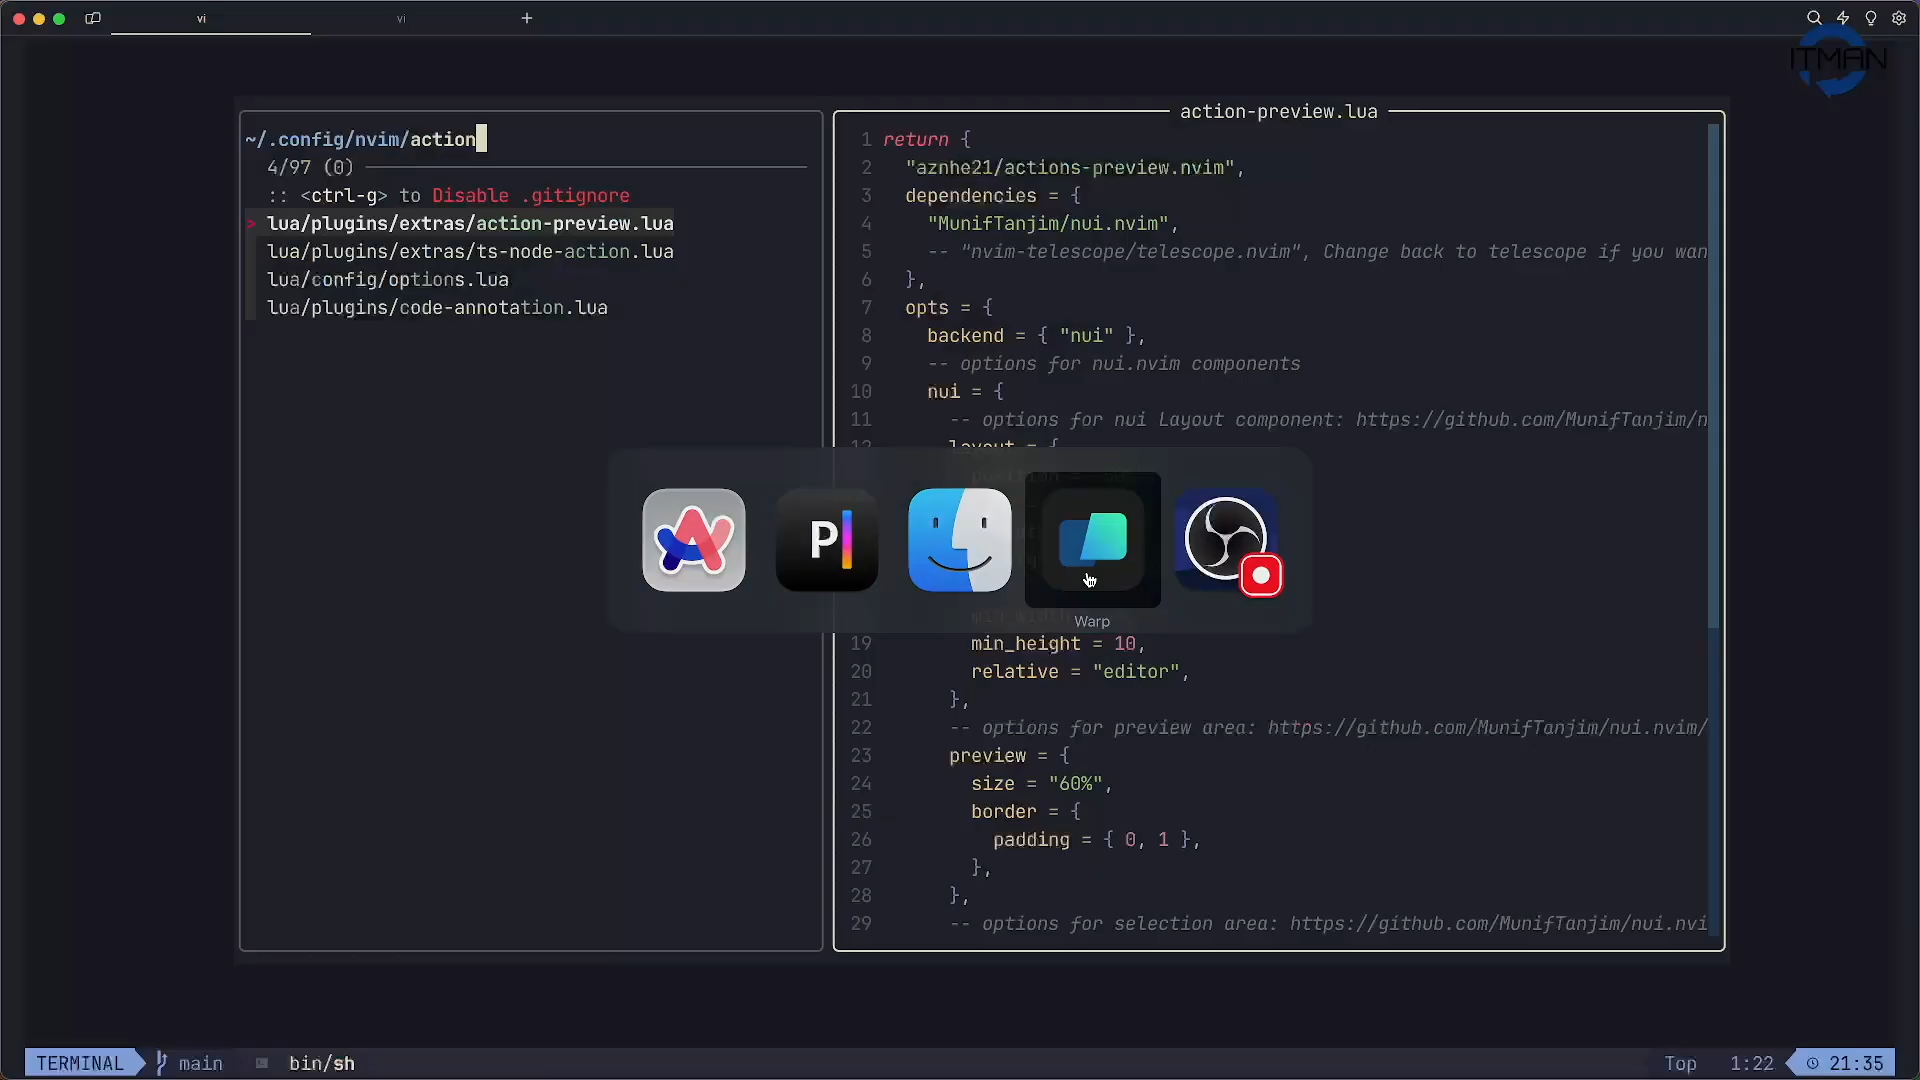 vi
vi
+
ITMAN
~/.config/nvim/action
4/97 (0)
:: <ctrl-g> to Disable .gitignore
> lua/plugins/extras/action-preview.lua
lua/plugins/extras/ts-node-action.lua
lua/config/options.lua
lua/plugins/code-annotation.lua
action-preview.lua
1 return {
2 "aznhe21/actions-preview.nvim",
3 dependencies = {
4 "MunifTanjim/nui.nvim",
5 -- "nvim-telescope/telescope.nvim", Change back to telescope if you wan
6 },
7 opts = {
8 backend = { "nui" },
9 -- options for nui.nvim components
10 nui = {
11 -- options for nui Layout component: https://github.com/MunifTanjim/n
12 layout = {
P
Warp
19 min_height = 10,
20 relative = "editor",
21 },
22 -- options for preview area: https://github.com/MunifTanjim/nui.nvim/
23 preview = {
24 size = "60%",
25 border = {
26 padding = { 0, 1 },
27 },
28 },
29 -- options for selection area: https://github.com/MunifTanjim/nui.nvi
TERMINAL main bin/sh
Top 1:22 21:35